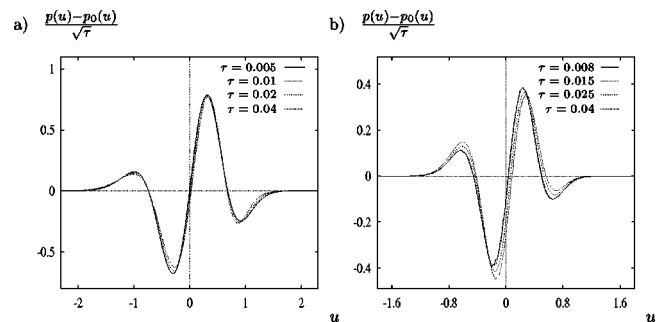 a) p(u)−p₀(u) / √τ
1
0.5
0
-0.5
τ = 0.005
τ = 0.01
τ = 0.02
τ = 0.04
-2 -1 0 1 2
u
b) p(u)−p₀(u) / √τ
0.4
0.2
0
-0.2
-0.4
τ = 0.008
τ = 0.015
τ = 0.025
τ = 0.04
-1.6 -0.8 0 0.8 1.6
u